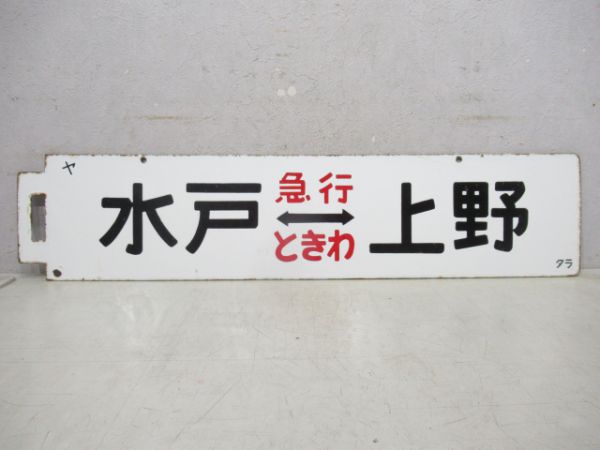 ヤ
水戸 急行 ↔ ときわ 上野
クラ